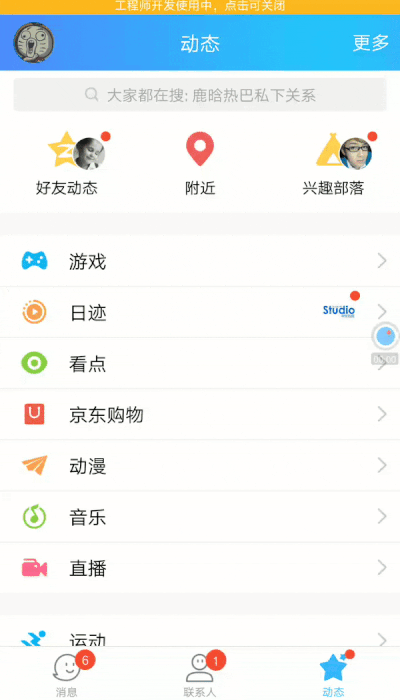 工程师开发使用中，点击可关闭
动态
更多
大家都在搜: 鹿晗热巴私下关系
好友动态
附近
兴趣部落
游戏
日迹
Studio
看点
京东购物
动漫
音乐
直播
运动
6
1
消息
联系人
动态